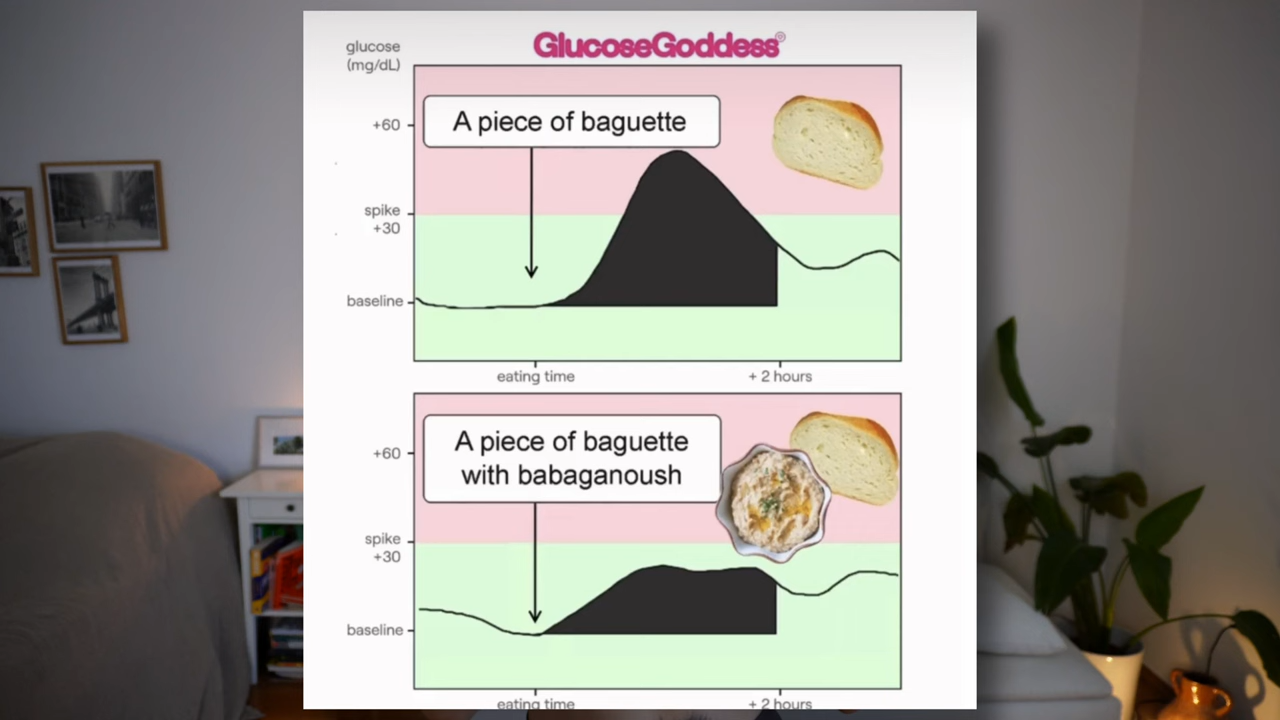 GlucoseGoddess®
glucose
(mg/dL)
A piece of baguette
+60
spike
+30
baseline
eating time
+ 2 hours
A piece of baguette
with babaganoush
+60
spike
+30
baseline
eating time
+ 2 hours